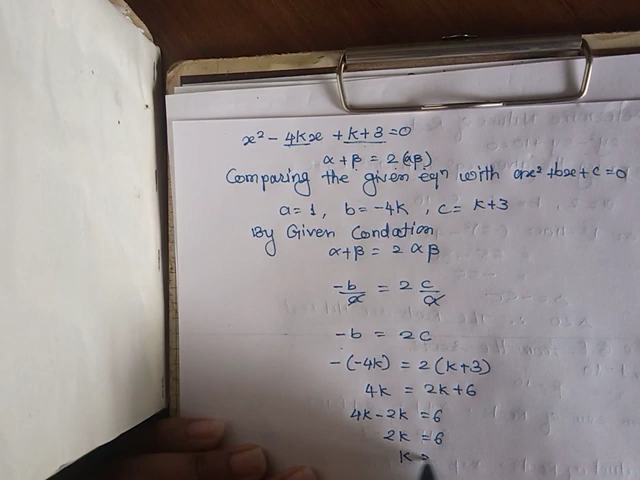 x² - 4kx + k+3 = 0
α+β = 2(αβ)
Comparing the given eqⁿ with ax²+bx+c=0
a=1, b=-4k, c= k+3
By Given Condation
α+β = 2αβ
-b/a = 2 c/a
-b = 2c
-(-4k) = 2(k+3)
4k = 2k+6
4k-2k = 6
2k = 6
k =